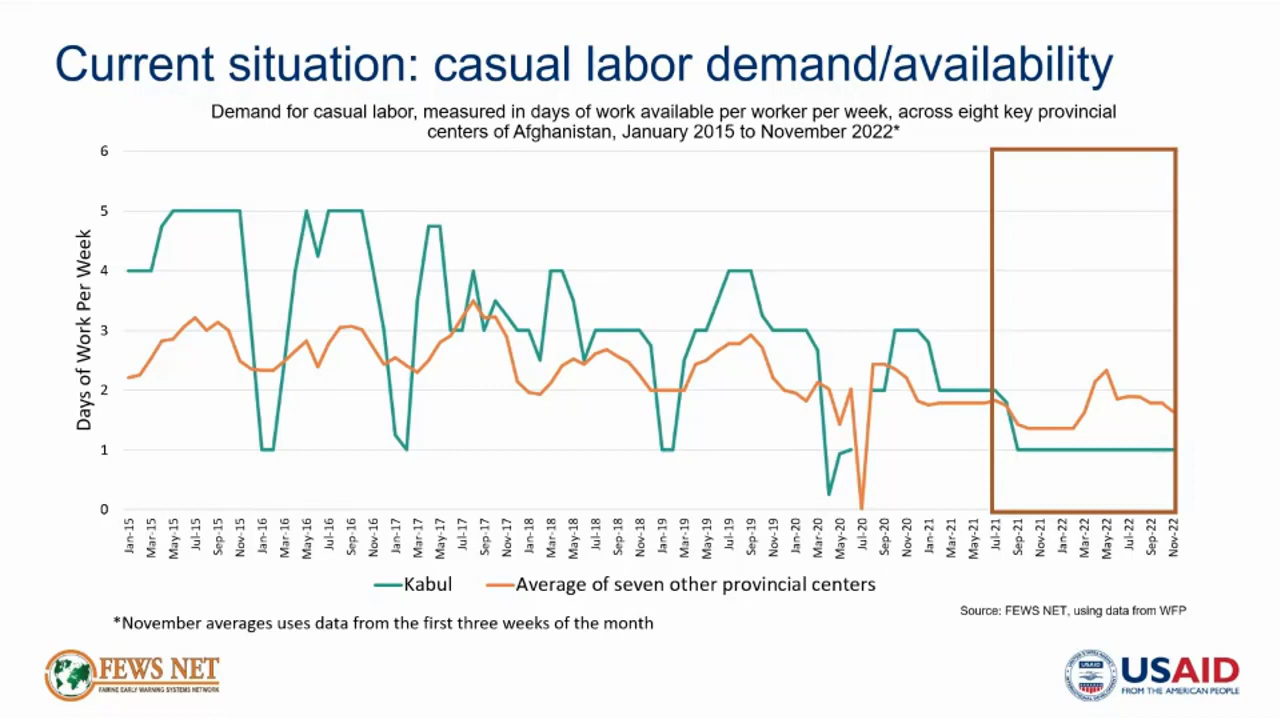 Current situation: casual labor demand/availability
Demand for casual labor, measured in days of work available per worker per week, across eight key provincial
centers of Afghanistan, January 2015 to November 2022*
Days of Work Per Week
6
5
4
3
2
1
0
Jan-15
Mar-15
May-15
Jul-15
Sep-15
Nov-15
Jan-16
Mar-16
May-16
Jul-16
Sep-16
Nov-16
Jan-17
Mar-17
May-17
Jul-17
Sep-17
Nov-17
Jan-18
Mar-18
May-18
Jul-18
Sep-18
Nov-18
Jan-19
Mar-19
May-19
Jul-19
Sep-19
Nov-19
Jan-20
Mar-20
May-20
Jul-20
Sep-20
Nov-20
Jan-21
Mar-21
May-21
Jul-21
Sep-21
Nov-21
Jan-22
Mar-22
May-22
Jul-22
Sep-22
Nov-22
Kabul
Average of seven other provincial centers
Source: FEWS NET, using data from WFP
*November averages uses data from the first three weeks of the month
FEWS NET
FAMINE EARLY WARNING SYSTEMS NETWORK
USAID
USAID
FROM THE AMERICAN PEOPLE